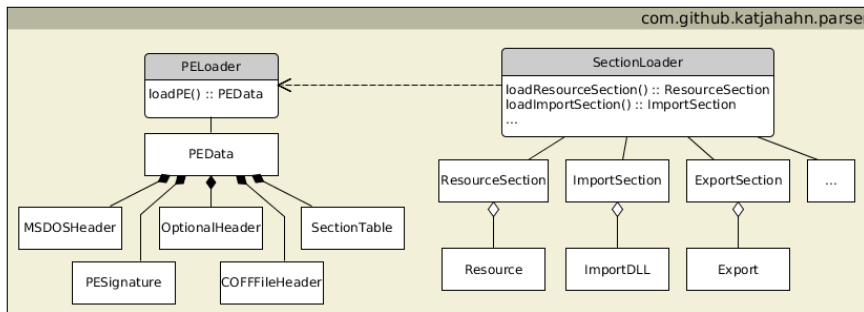 com.github.katjahahn.parser
PELoader
loadPE() :: PEData
SectionLoader
loadResourceSection() :: ResourceSection
loadImportSection() :: ImportSection
...
PEData
ResourceSection
ImportSection
ExportSection
...
MSDOSHeader
OptionalHeader
SectionTable
PESignature
COFFFileHeader
Resource
ImportDLL
Export